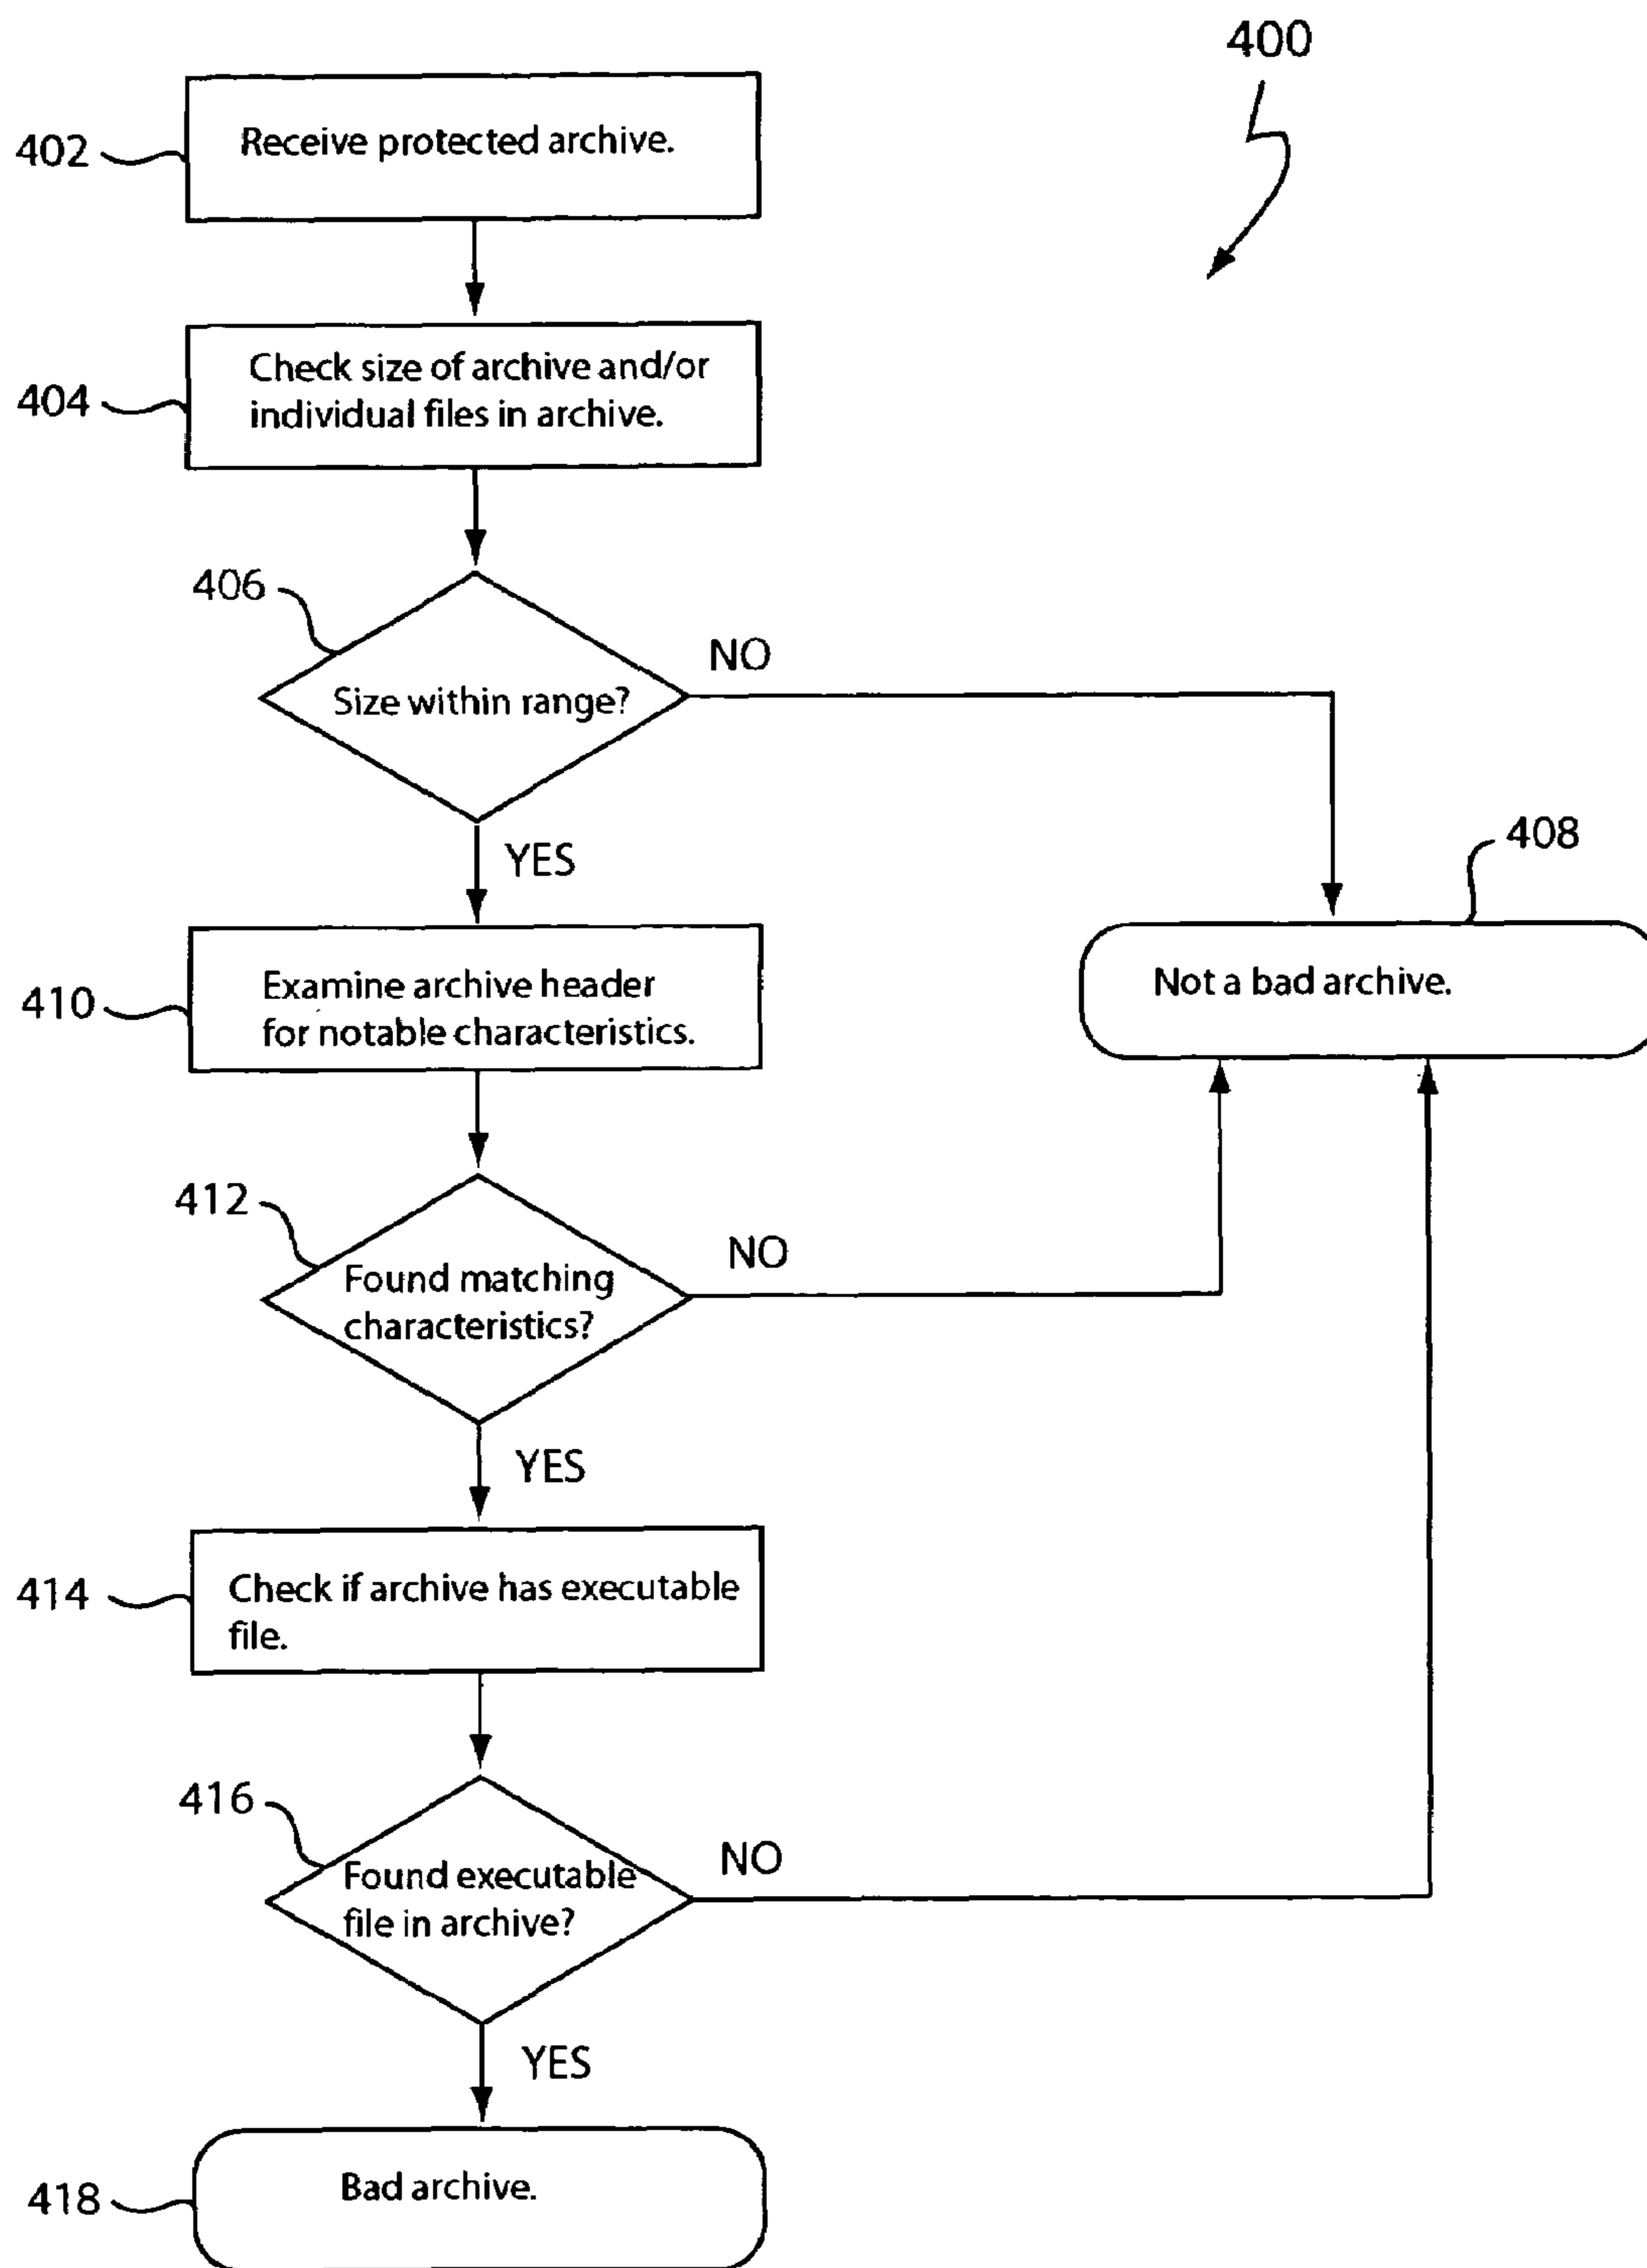 400
402
Receive protected archive.
404
Check size of archive and/or
individual files in archive.
406
Size within range?
NO
YES
408
Not a bad archive.
410
Examine archive header
for notable characteristics.
412
Found matching
characteristics?
NO
YES
414
Check if archive has executable
file.
416
Found executable
file in archive?
NO
YES
418
Bad archive.